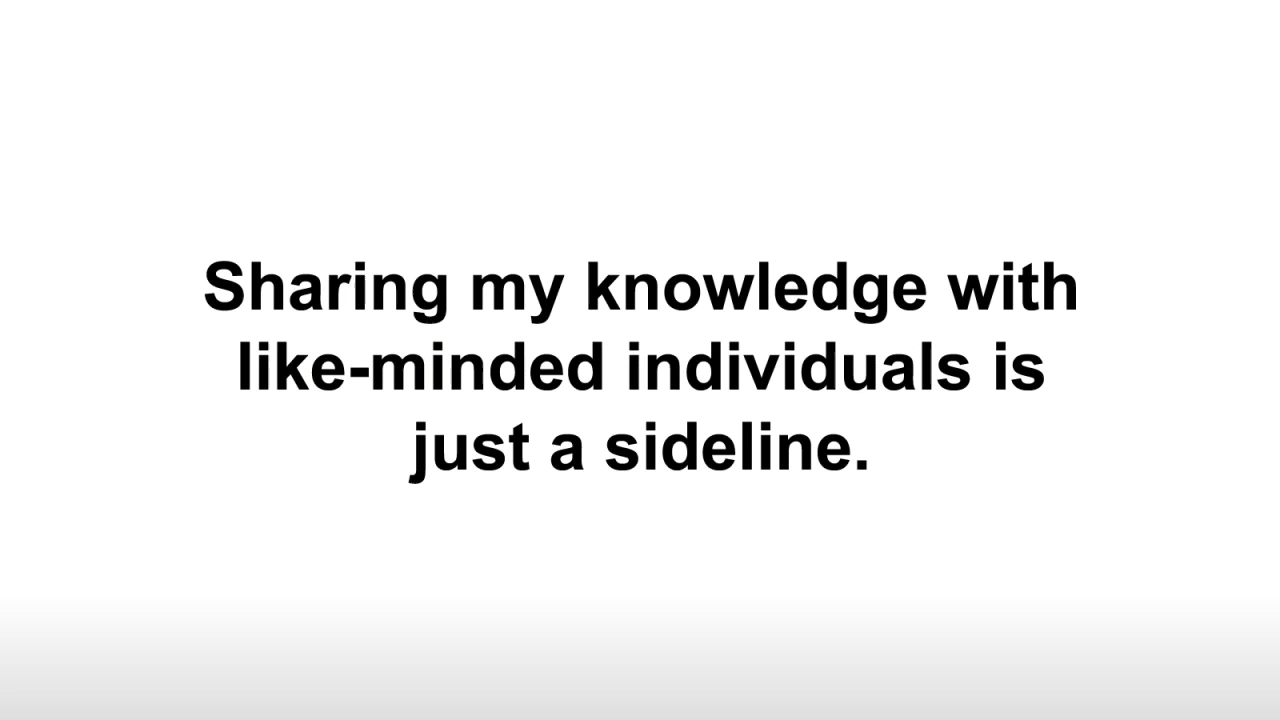 Sharing my knowledge with
like-minded individuals is
just a sideline.